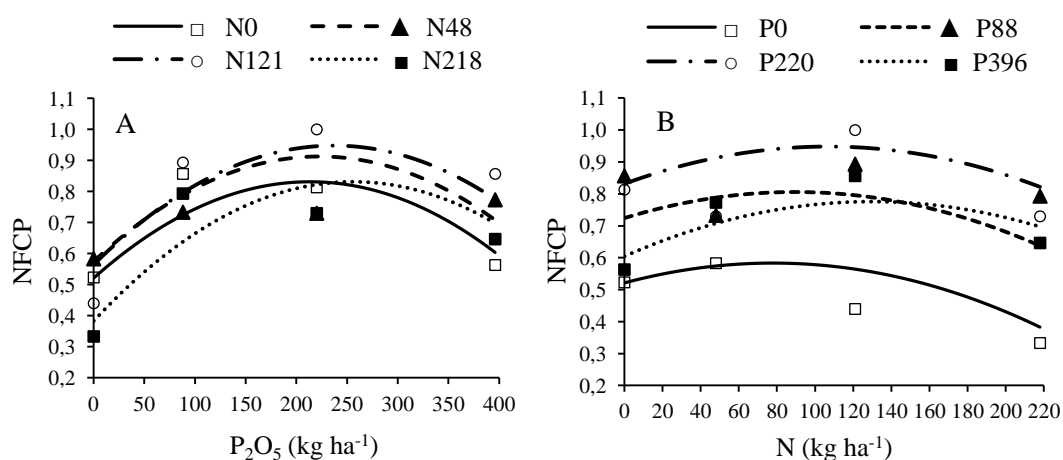 N0 N48
N121 N218
A
NFCP
1,1
1,0
0,9
0,8
0,7
0,6
0,5
0,4
0,3
0,2
0 50 100 150 200 250 300 350 400
P₂O₅ (kg ha⁻¹)
P0 P88
P220 P396
B
NFCP
1,1
1,0
0,9
0,8
0,7
0,6
0,5
0,4
0,3
0,2
0 20 40 60 80 100 120 140 160 180 200 220
N (kg ha⁻¹)